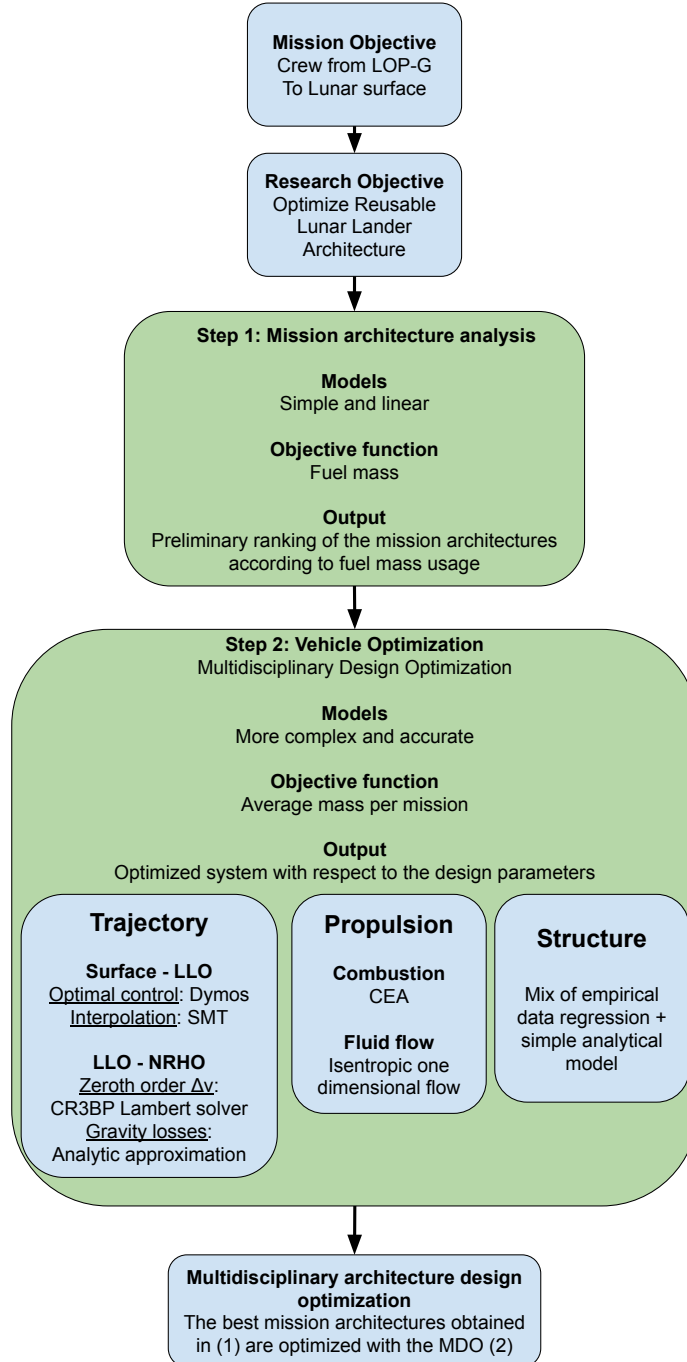 Mission Objective
Crew from LOP-G
To Lunar surface
Research Objective
Optimize Reusable
Lunar Lander
Architecture
Step 1: Mission architecture analysis
Models
Simple and linear
Objective function
Fuel mass
Output
Preliminary ranking of the mission architectures
according to fuel mass usage
Step 2: Vehicle Optimization
Multidisciplinary Design Optimization
Models
More complex and accurate
Objective function
Average mass per mission
Output
Optimized system with respect to the design parameters
Trajectory
Surface - LLO
Optimal control: Dymos
Interpolation: SMT
LLO - NRHO
Zeroth order Δv:
CR3BP Lambert solver
Gravity losses:
Analytic approximation
Propulsion
Combustion
CEA
Fluid flow
Isentropic one
dimensional flow
Structure
Mix of empirical
data regression +
simple analytical
model
Multidisciplinary architecture design
optimization
The best mission architectures obtained
in (1) are optimized with the MDO (2)